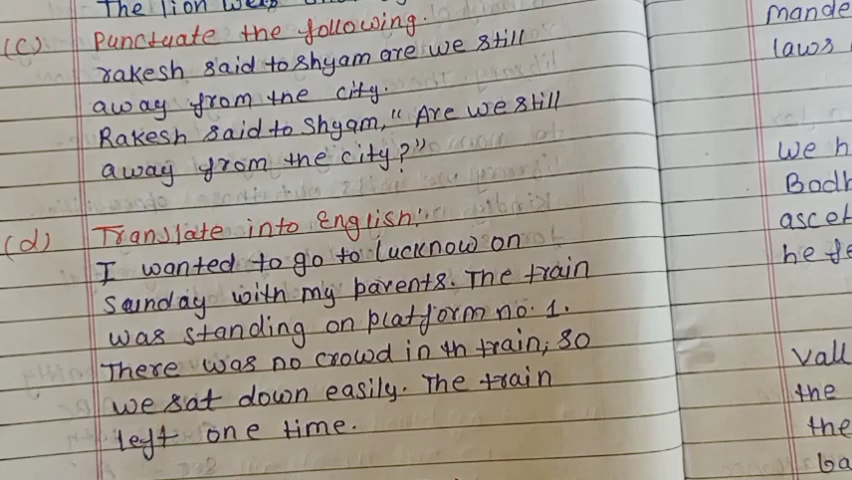 The lion were
(c) Punctuate the following.
rakesh said to shyam are we still
away from the city.
Rakesh said to Shyam, "Are we still
away from the city?"
(d) Translate into English:
I wanted to go to Lucknow on
Sunday with my parents. The train
was standing on platform no. 1.
There was no crowd in th train, so
we sat down easily. The train
left one time.
mande
laws
we h
Bodh
ascet
he fe
Vall
the
the
ba